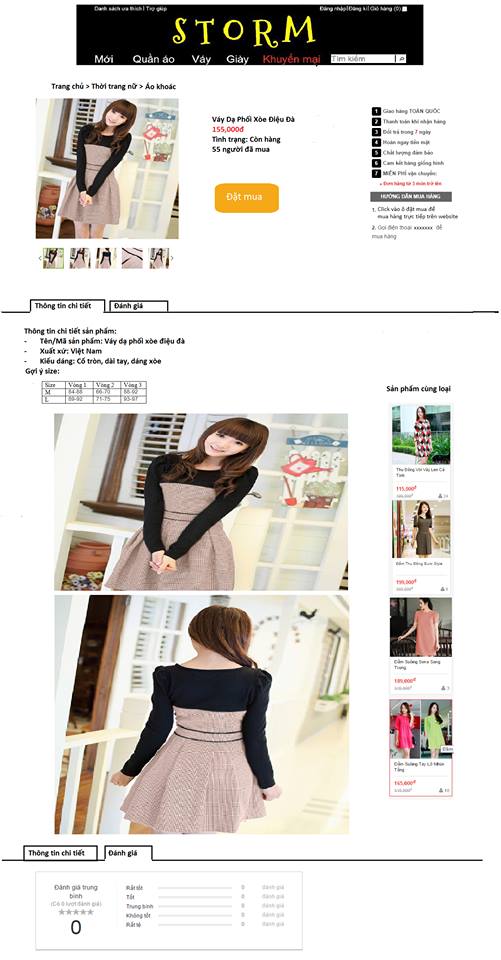 Danh sách ưa thích | Trợ giúp
Đăng nhập|Đăng kí| Giỏ hàng (0)
STORM
Mới Quần áo Váy Giày Khuyến mại Tìm kiếm
Trang chủ > Thời trang nữ > Áo khoác
Váy Dạ Phối Xòe Điệu Đà
155,000đ
Tình trạng: Còn hàng
55 người đã mua
Đặt mua
1 Giao hàng TOÀN QUỐC
2 Thanh toán khi nhận hàng
3 Đổi trả trong 7 ngày
4 Hoàn ngay tiền mặt
5 Chất lượng đảm bảo
6 Cam kết hàng giống hình
7 MIỄN PHÍ vận chuyển:
Đơn hàng từ 3 món trở lên
HƯỚNG DẪN MUA HÀNG
1. Click vào ô đặt mua để
mua hàng trực tiếp trên website
2. Gọi điện thoại xxxxxxx để
mua hàng
Thông tin chi tiết Đánh giá
Thông tin chi tiết sản phẩm:
- Tên/Mã sản phẩm: Váy dạ phối xòe điệu đà
- Xuất xứ: Việt Nam
- Kiểu dáng: Cổ tròn, dài tay, dáng xòe
Gợi ý size:
Size Vòng 1 Vòng 2 Vòng 3
M 84-88 66-70 88-92
L 89-92 71-75 93-97
Sản phẩm cùng loại
Thu Đông Với Váy Len Cá
Tính
115,000đ
Đầm Thu Đông Euro Style
199,000đ
Đầm Suông Sena Sang
Trọng
189,000đ
3
Đầm Suông Tay Lỡ Nhún
Tầng
165,000đ
10
Thông tin chi tiết Đánh giá
Đánh giá trung
bình
(Có 0 lượt đánh giá)
0
Rất tốt 0 đánh giá
Tốt 0 đánh giá
Trung bình 0 đánh giá
Không tốt 0 đánh giá
Rất tệ 0 đánh giá